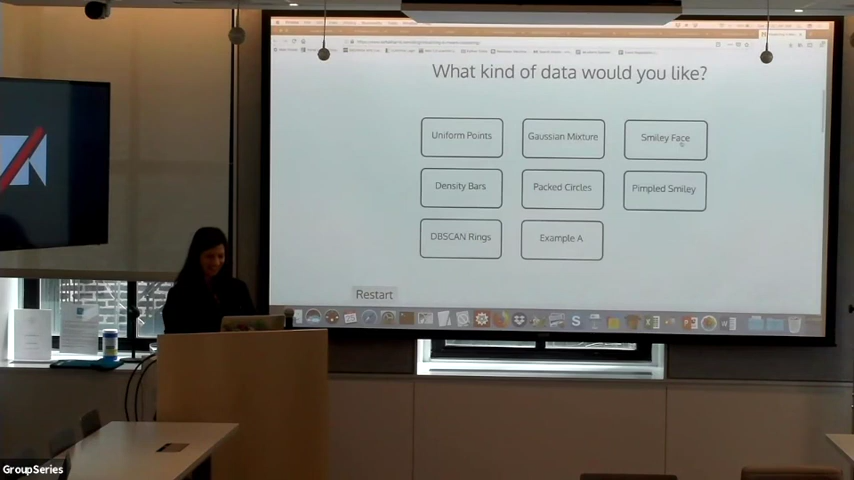 What kind of data would you like?
Uniform Points
Gaussian Mixture
Smiley Face
Density Bars
Packed Circles
Pimpled Smiley
DBSCAN Rings
Example A
Restart
GroupSeries